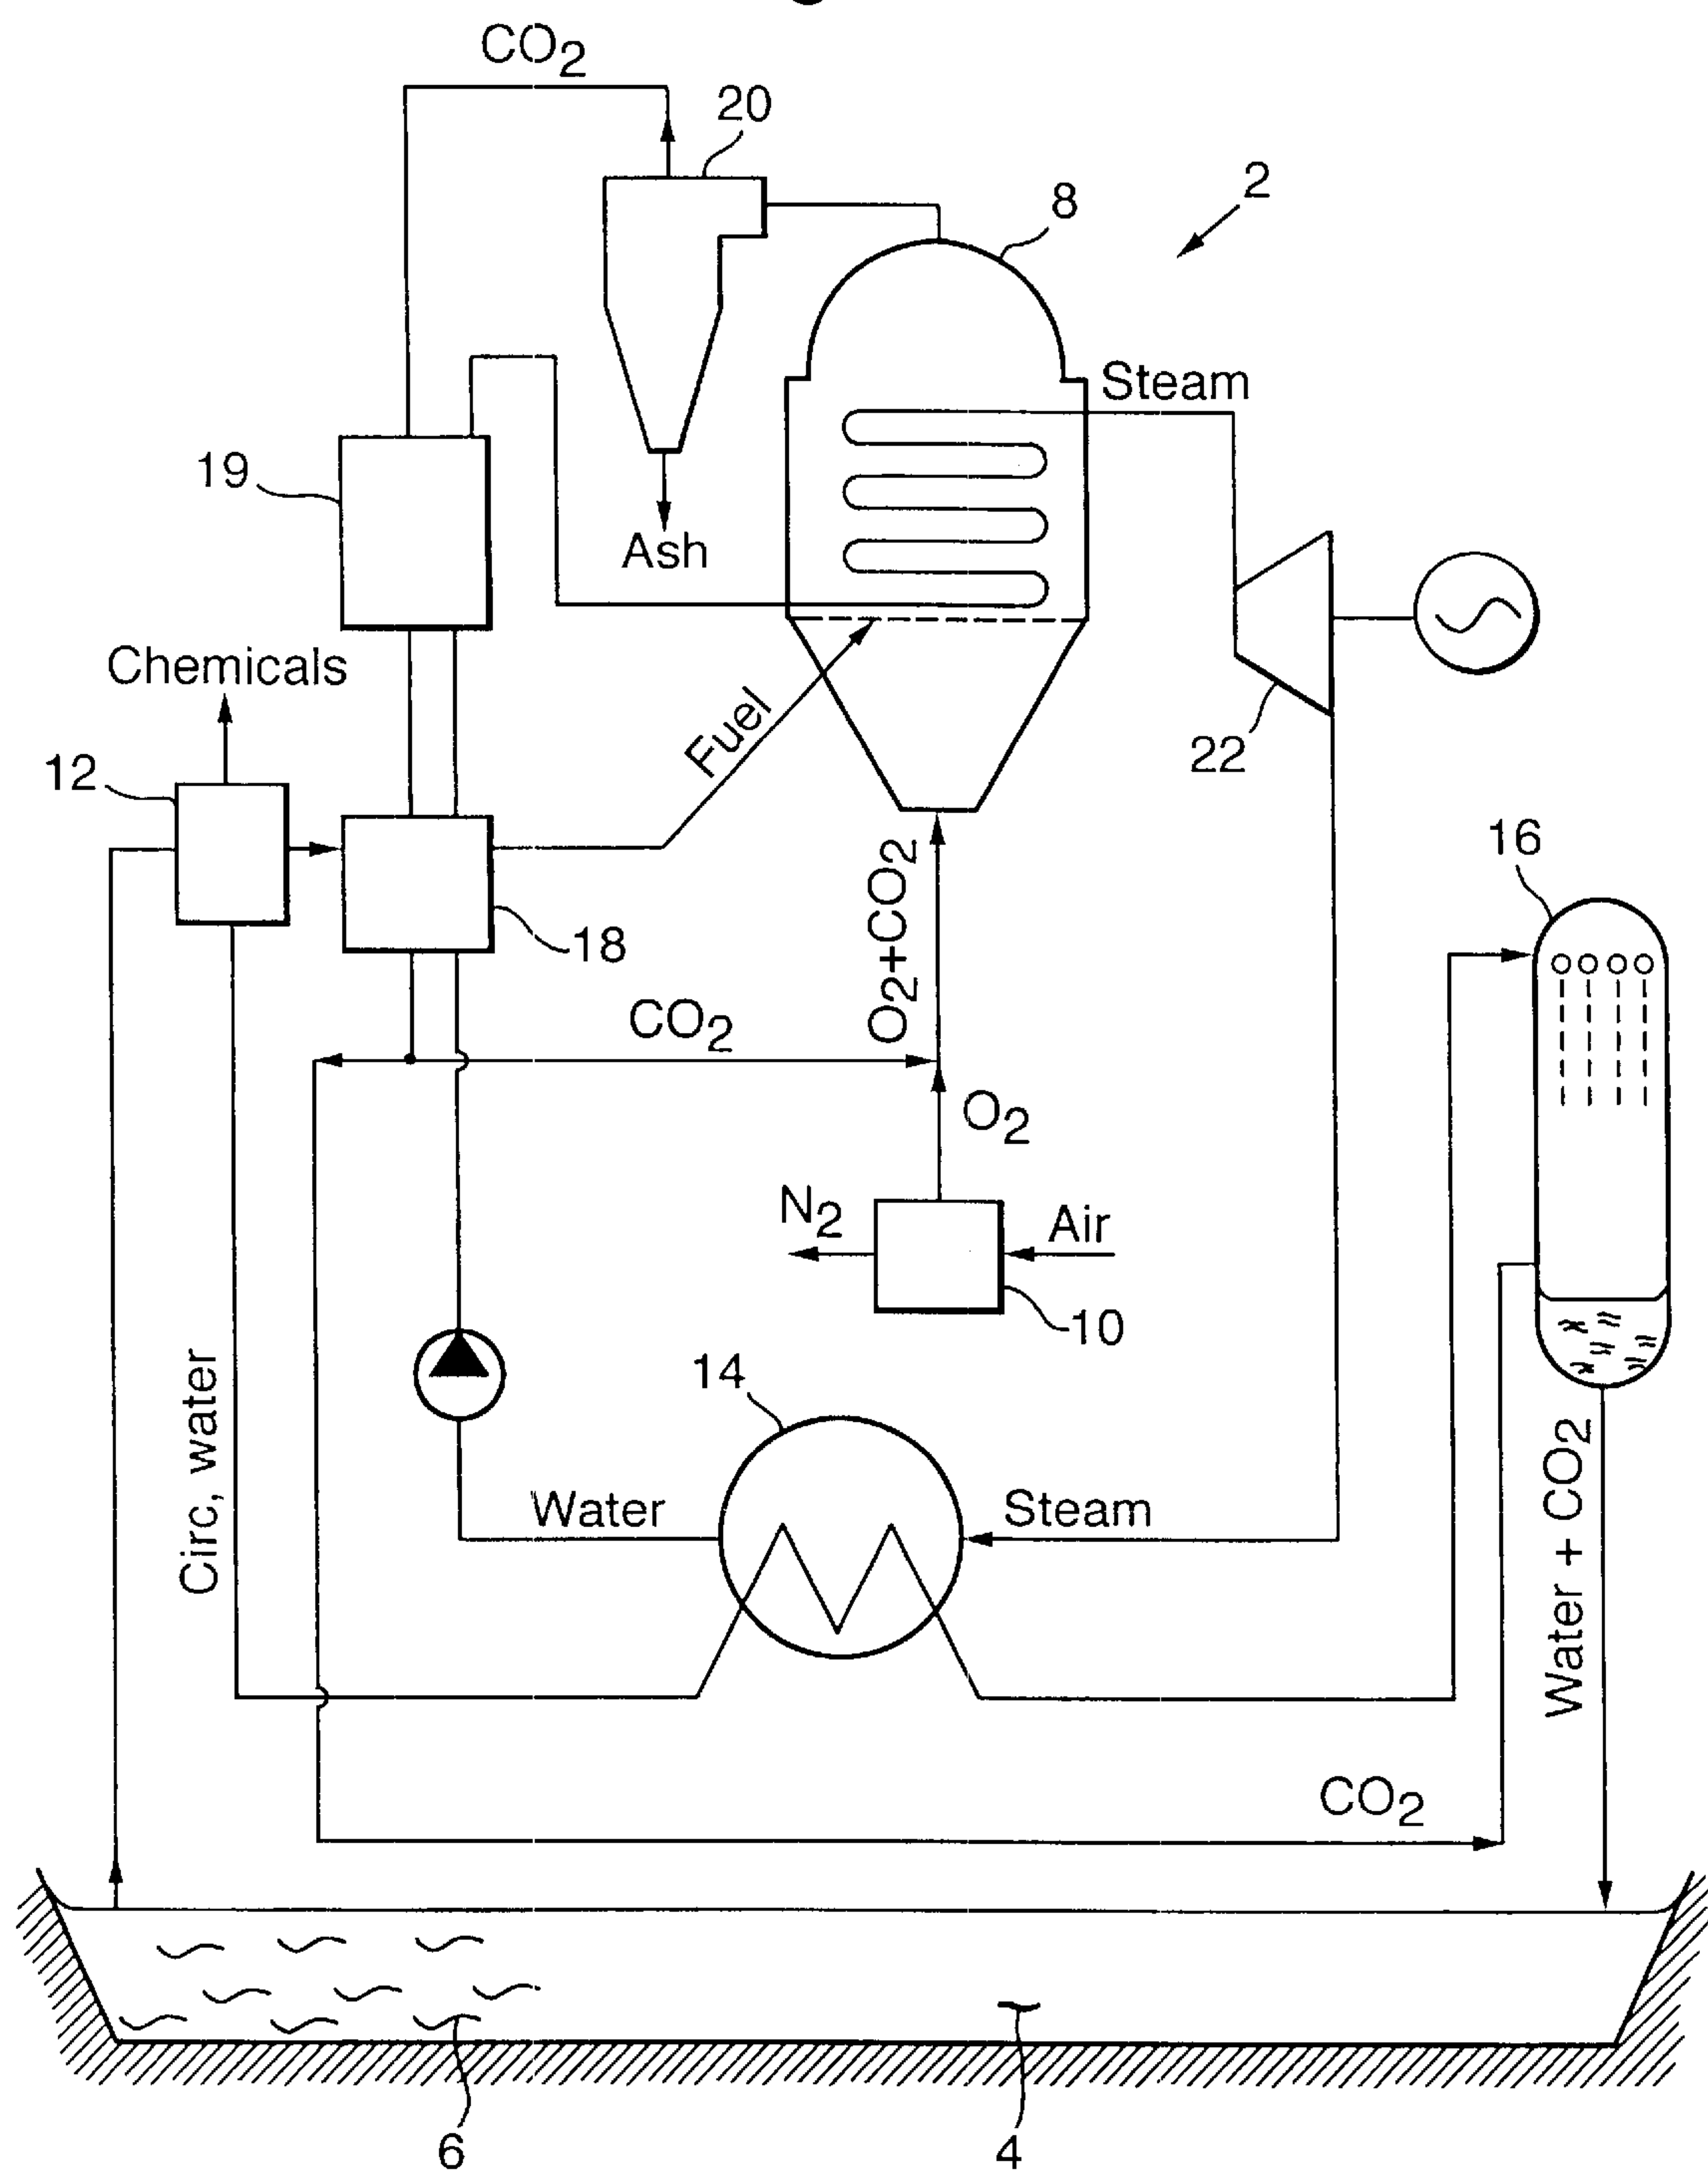 CO2
20
2
8
Steam
19
Ash
Chemicals
Fuel
12
22
16
O2+CO2
18
CO2
O2
N2
Air
10
14
Circ, water
Water
Steam
Water + CO2
CO2
6
4